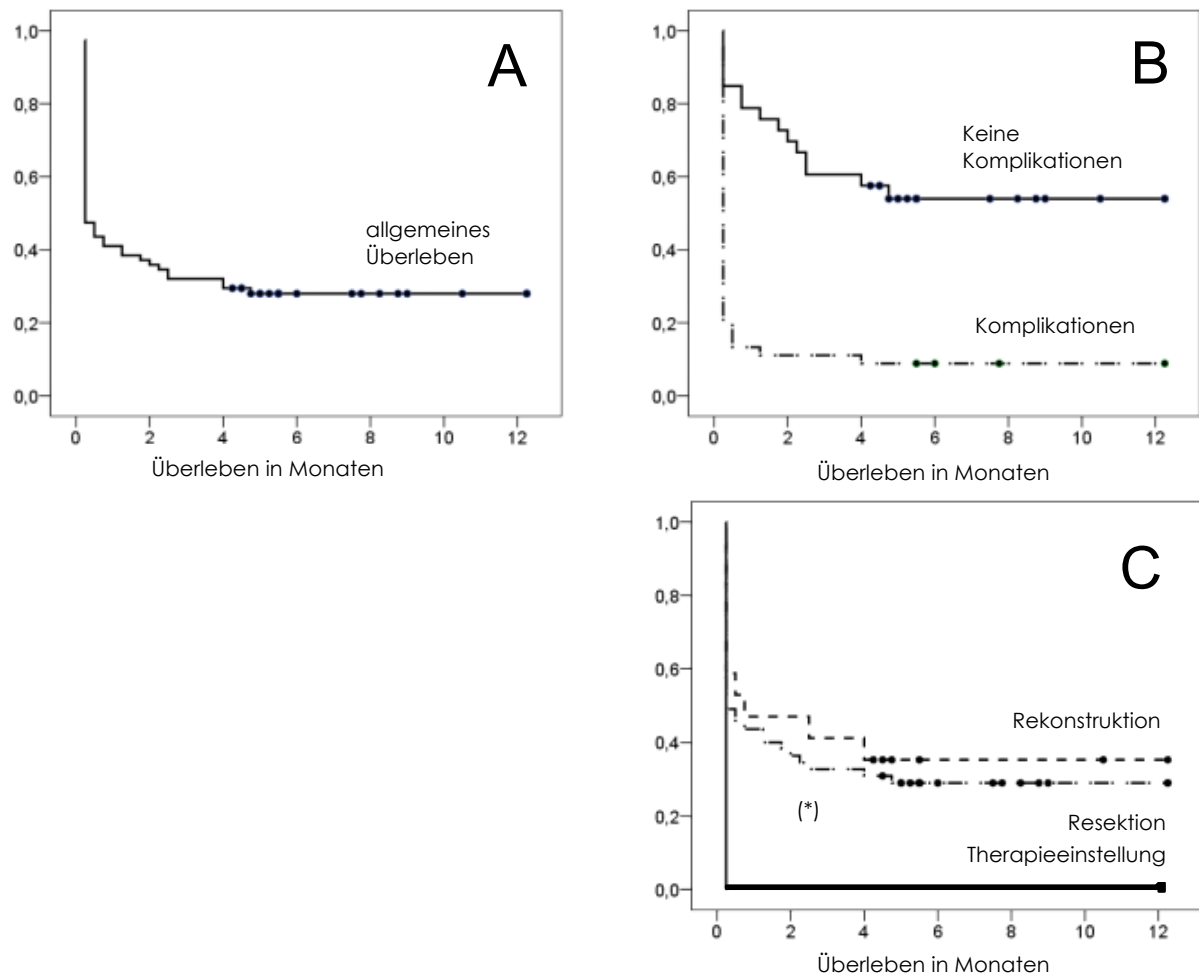 A
1,0
0,8
0,6
0,4
0,2
0,0
allgemeines
Überleben
0 2 4 6 8 10 12
Überleben in Monaten
B
1,0
0,8
0,6
0,4
0,2
0,0
Keine
Komplikationen
Komplikationen
0 2 4 6 8 10 12
Überleben in Monaten
C
1,0
0,8
0,6
0,4
0,2
0,0
Rekonstruktion
(*)
Resektion
Therapieeinstellung
0 2 4 6 8 10 12
Überleben in Monaten